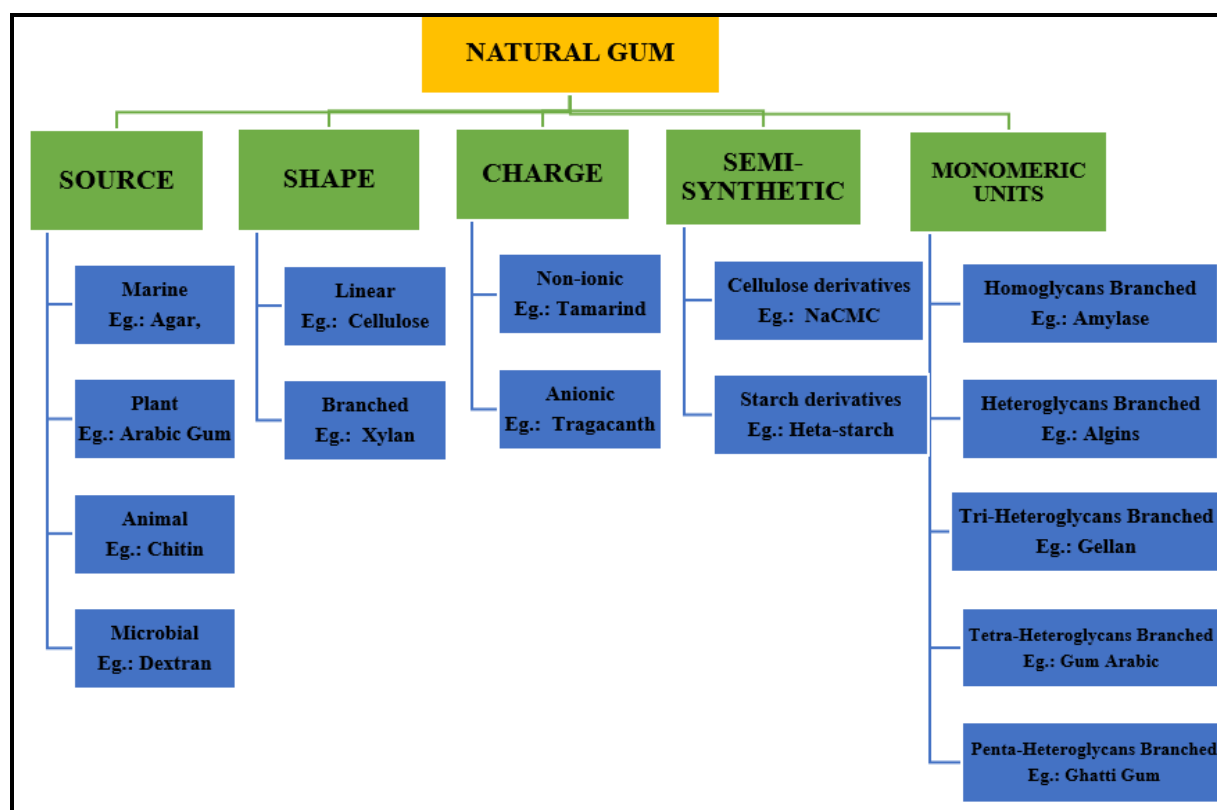 NATURAL GUM
SOURCE
SHAPE
CHARGE
SEMI-
SYNTHETIC
MONOMERIC
UNITS
Marine
Eg.: Agar,
Plant
Eg.: Arabic Gum
Animal
Eg.: Chitin
Microbial
Eg.: Dextran
Linear
Eg.: Cellulose
Branched
Eg.: Xylan
Non-ionic
Eg.: Tamarind
Anionic
Eg.: Tragacanth
Cellulose derivatives
Eg.: NaCMC
Starch derivatives
Eg.: Heta-starch
Homoglycans Branched
Eg.: Amylase
Heteroglycans Branched
Eg.: Algins
Tri-Heteroglycans Branched
Eg.: Gellan
Tetra-Heteroglycans Branched
Eg.: Gum Arabic
Penta-Heteroglycans Branched
Eg.: Ghatti Gum